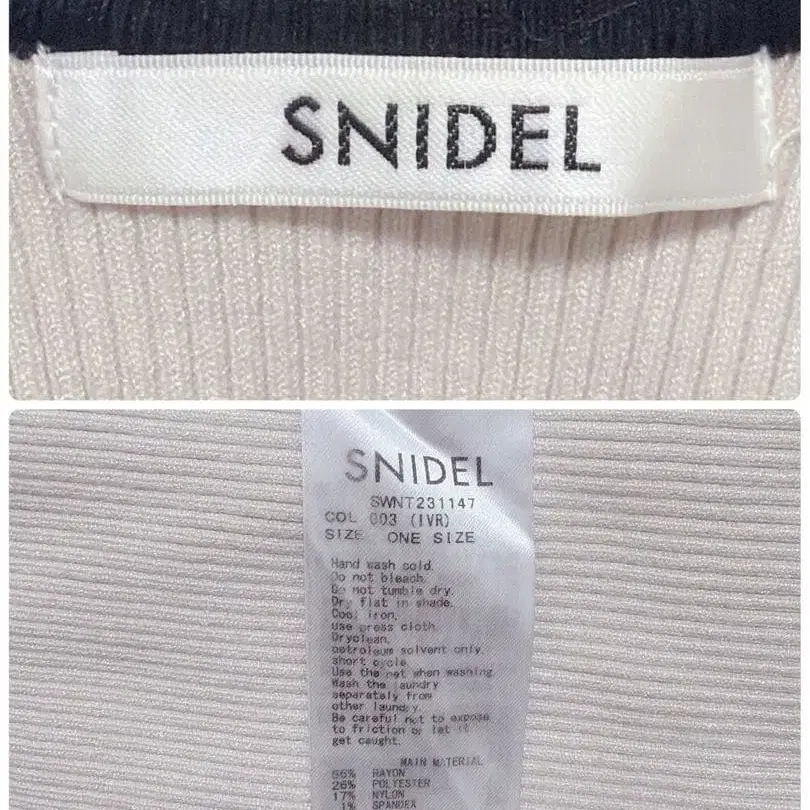 SNIDEL
SNIDEL
SWNT231147
COL 003 (IVR)
SIZE ONE SIZE
Hand wash cold.
Do not bleach.
Do not tumble dry.
Dry flat in shade.
Cool iron.
use press cloth.
Dryclean.
petroleum solvent only.
short cycle.
Use the net when washing.
Wash the laundry
separately from
other laundry.
Be careful not to expose
to friction or let it
get caught.
MAIN MATERIAL
RAYON
26% POLYESTER
17% NYLON
1% SPANDEX